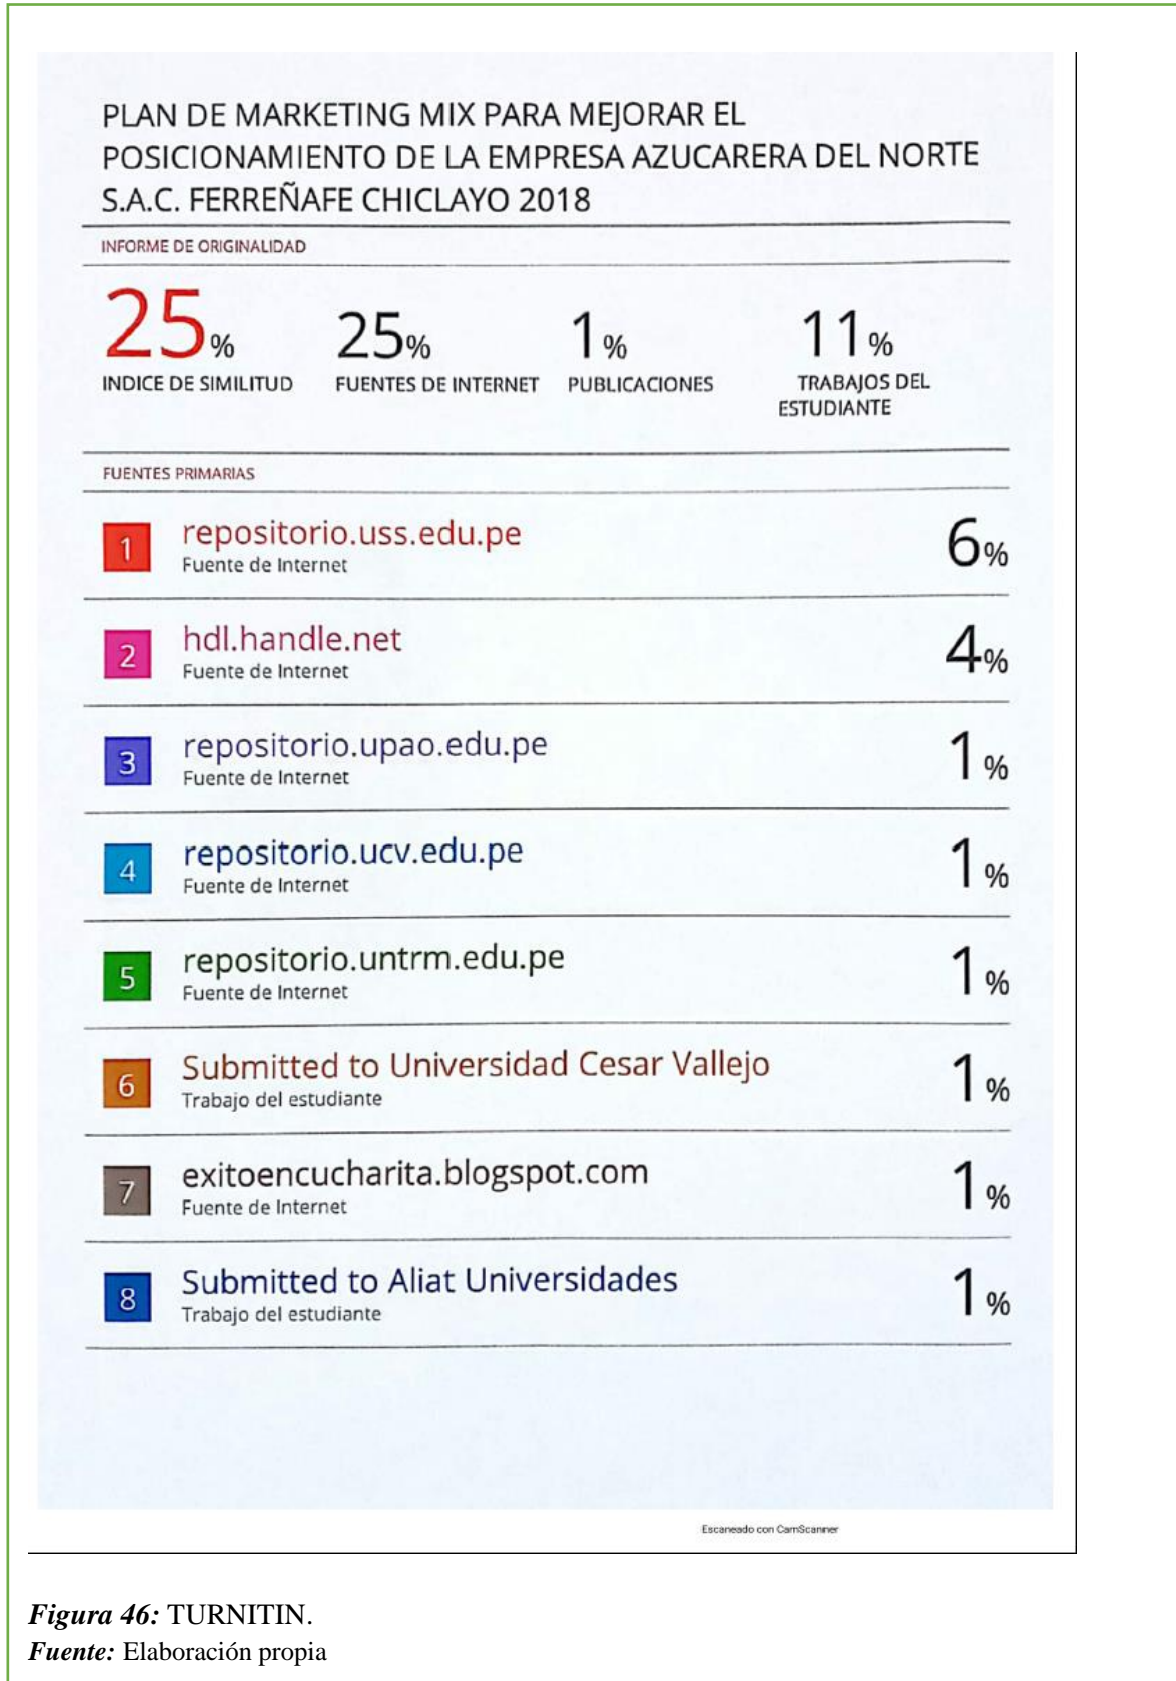 PLAN DE MARKETING MIX PARA MEJORAR EL
POSICIONAMIENTO DE LA EMPRESA AZUCARERA DEL NORTE
S.A.C. FERREÑAFE CHICLAYO 2018
INFORME DE ORIGINALIDAD
25%
INDICE DE SIMILITUD
25%
FUENTES DE INTERNET
1%
PUBLICACIONES
11%
TRABAJOS DEL
ESTUDIANTE
FUENTES PRIMARIAS
1
repositorio.uss.edu.pe
Fuente de Internet
6%
2
hdl.handle.net
Fuente de Internet
4%
3
repositorio.upao.edu.pe
Fuente de Internet
1%
4
repositorio.ucv.edu.pe
Fuente de Internet
1%
5
repositorio.untrm.edu.pe
Fuente de Internet
1%
6
Submitted to Universidad Cesar Vallejo
Trabajo del estudiante
1%
7
exitoencucharita.blogspot.com
Fuente de Internet
1%
8
Submitted to Aliat Universidades
Trabajo del estudiante
1%
Escaneado con CamScanner
Figura 46: TURNITIN.
Fuente: Elaboración propia